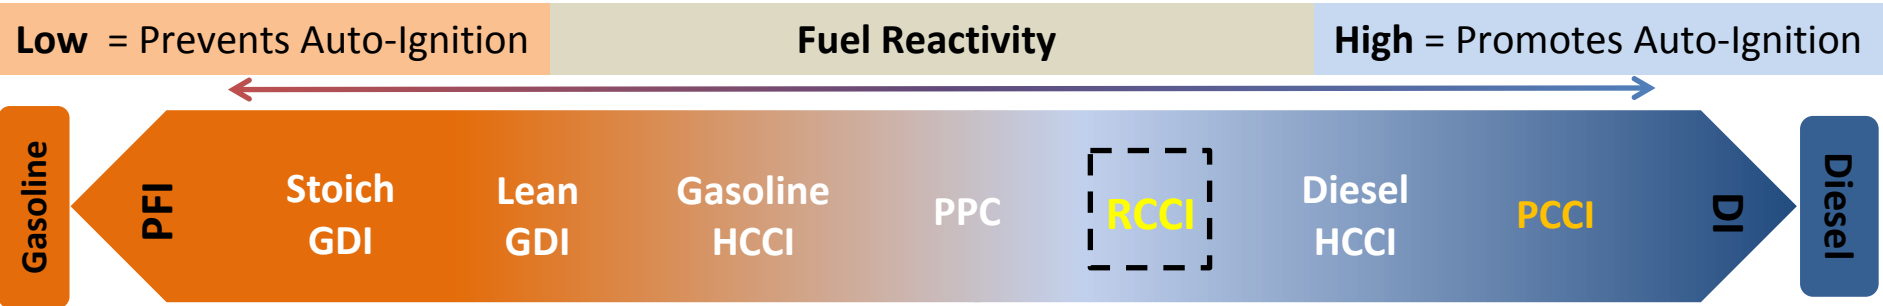 Low = Prevents Auto-Ignition
Fuel Reactivity
High = Promotes Auto-Ignition
Gasoline
PFI
Stoich
GDI
Lean
GDI
Gasoline
HCCI
PPC
RCCI
Diesel
HCCI
PCCI
DI
Diesel